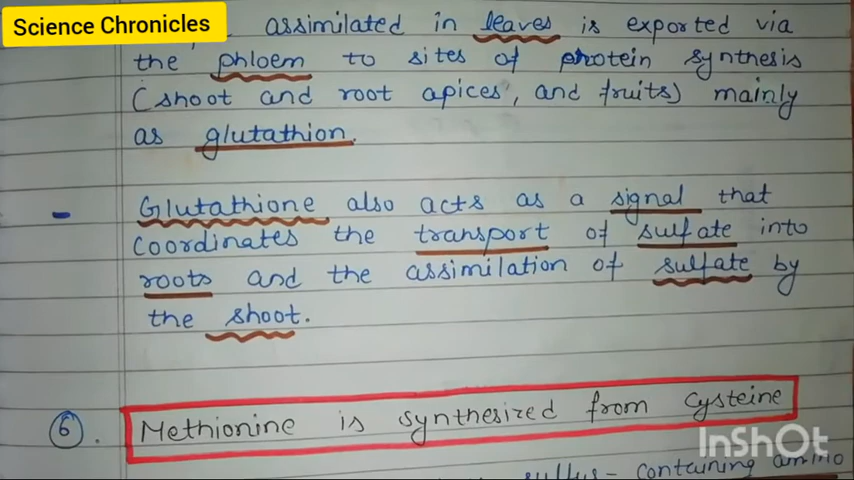 Science Chronicles
assimilated in leaves is exported via
the phloem to sites of protein synthesis
(shoot and root apices, and fruits) mainly
as glutathion.
- Glutathione also acts as a signal that
coordinates the transport of sulfate into
roots and the assimilation of sulfate by
the shoot.
6. Methionine is synthesized from cysteine
InShOt
containing amino